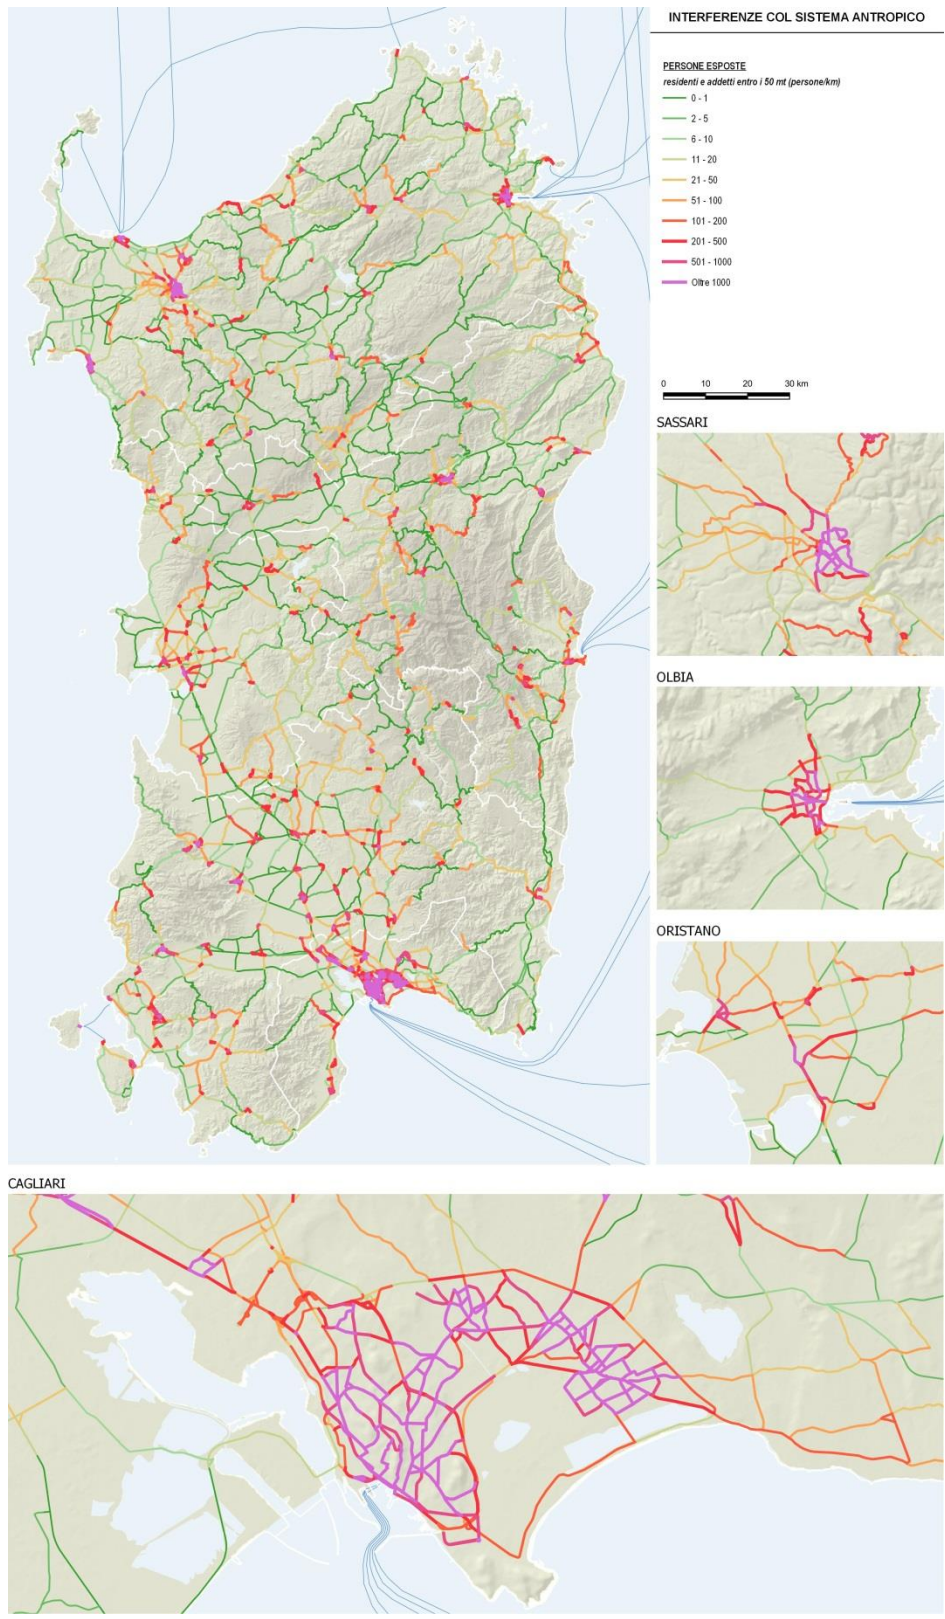 INTERFERENZE COL SISTEMA ANTROPICO
PERSONE ESPOSTE
residenti e addetti entro i 50 mt (persone/km)
0 - 1
2 - 5
6 - 10
11 - 20
21 - 50
51 - 100
101 - 200
201 - 500
501 - 1000
Oltre 1000
0 10 20 30 km
SASSARI
OLBIA
ORISTANO
CAGLIARI